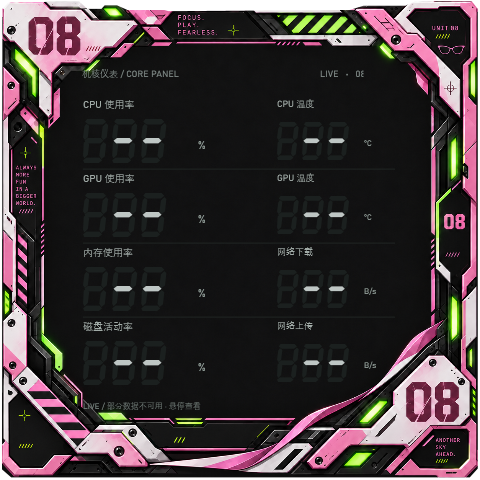 08
FOCUS.
PLAY.
FEARLESS.
UNIT 08
机核仪表 / CORE PANEL
LIVE · 08
CPU 使用率
CPU 温度
-- %
-- °C
ALWAYS
MORE
FUN
IN A
BIGGER
WORLD.
GPU 使用率
GPU 温度
-- %
-- °C
08
内存使用率
网络下载
-- %
-- B/s
磁盘活动率
网络上传
-- %
-- B/s
LIVE / 部分数据不可用 · 悬停查看
08
ANOTHER
SKY
AHEAD.